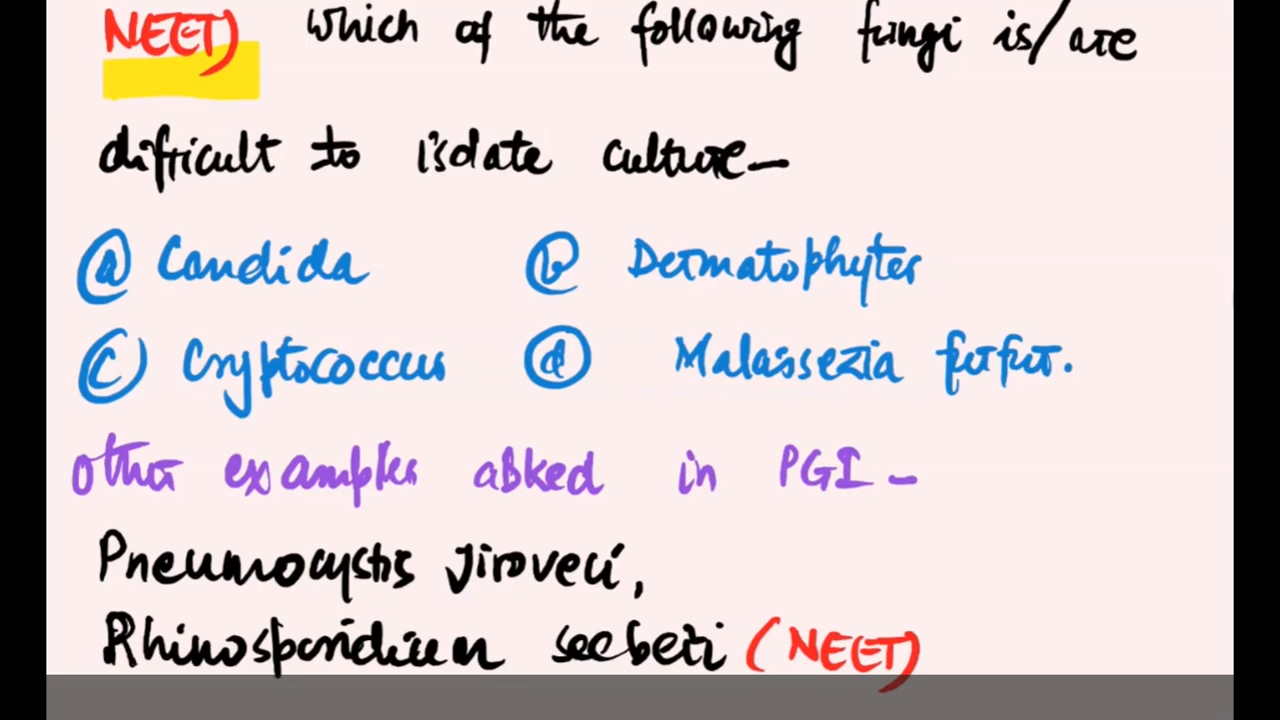 NEET) which of the following fungi is/are
difficult to isolate culture-
ⓐ Candida ⓑ Dermatophytes
ⓒ Cryptococcus ⓓ Malassezia furfur.
other examples asked in PGI -
Pneumocystis jiroveci,
Rhinosporidium seeberi (NEET)